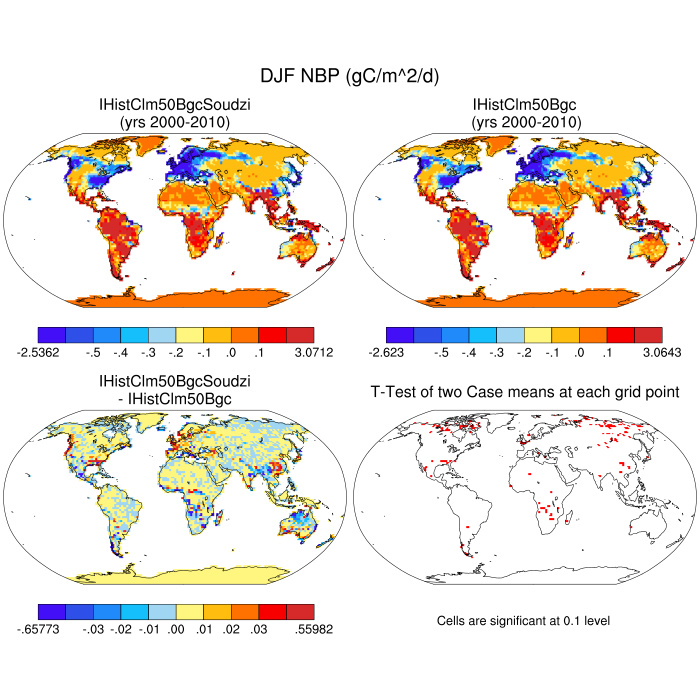 DJF NBP (gC/m^2/d)
IHistClm50BgcSoudzi
(yrs 2000-2010)
IHistClm50Bgc
(yrs 2000-2010)
-2.5362 -.5 -.4 -.3 -.2 -.1 .0 .1 3.0712
-2.623 -.5 -.4 -.3 -.2 -.1 .0 .1 3.0643
IHistClm50BgcSoudzi
- IHistClm50Bgc
T-Test of two Case means at each grid point
-.65773 -.03 -.02 -.01 .00 .01 .02 .03 .55982
Cells are significant at 0.1 level